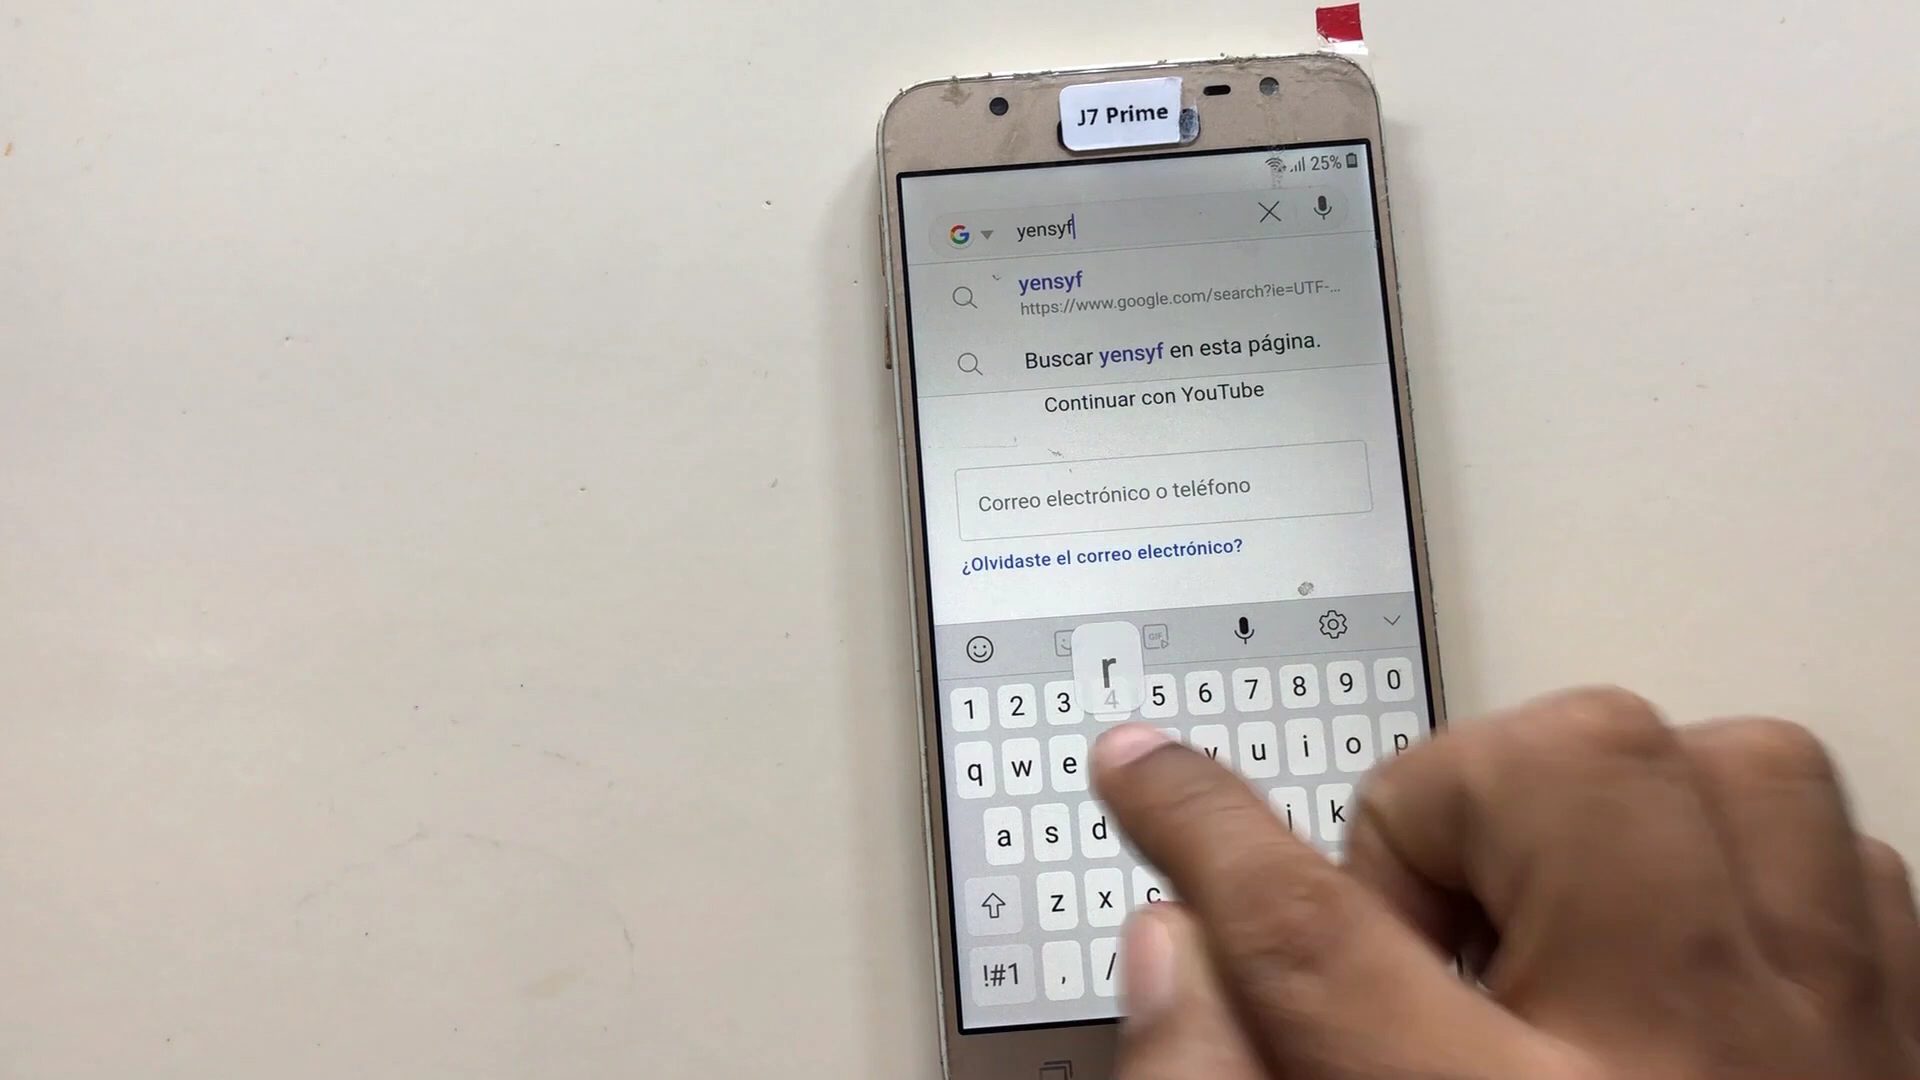 J7 Prime
25%
G yensyf
yensyf
https://www.google.com/search?ie=UTF-...
Buscar yensyf en esta página.
Continuar con YouTube
Correo electrónico o teléfono
¿Olvidaste el correo electrónico?
GIF
r
1 2 3 4 5 6 7 8 9 0
q w e y u i o p
a s d j k
z x c
!#1 , /